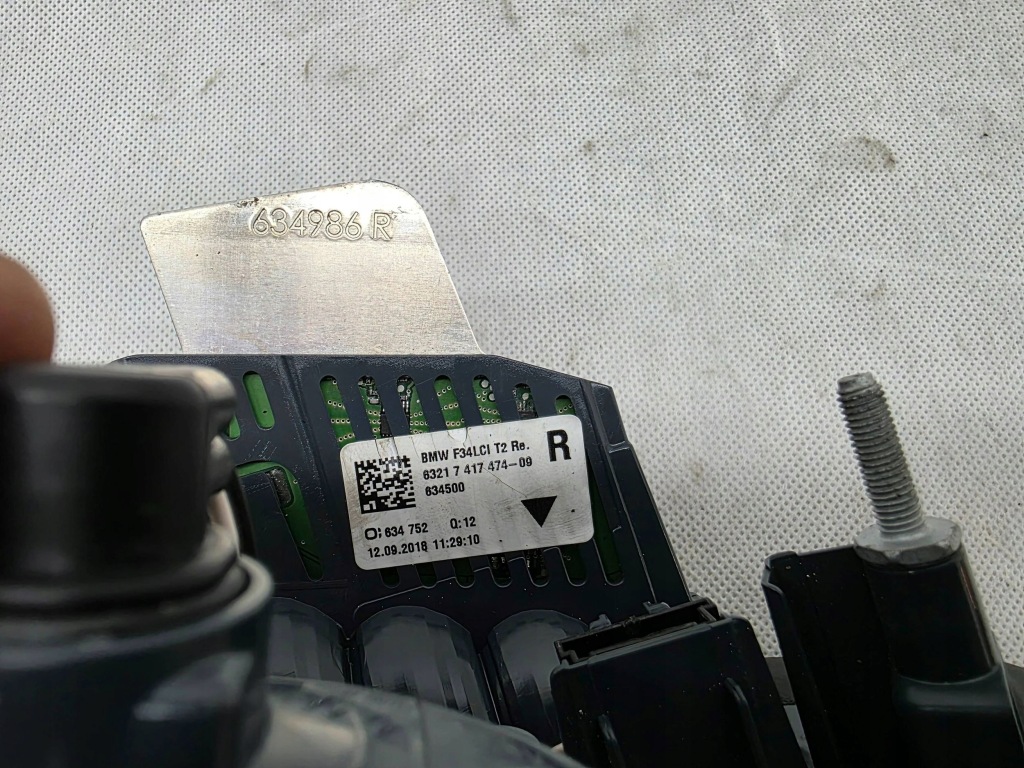 634986 R
BMW F34LCI T2 Re.
R
6321 7 417 474-09
634500
634 752 Q:12
12.09.2018 11:29:10